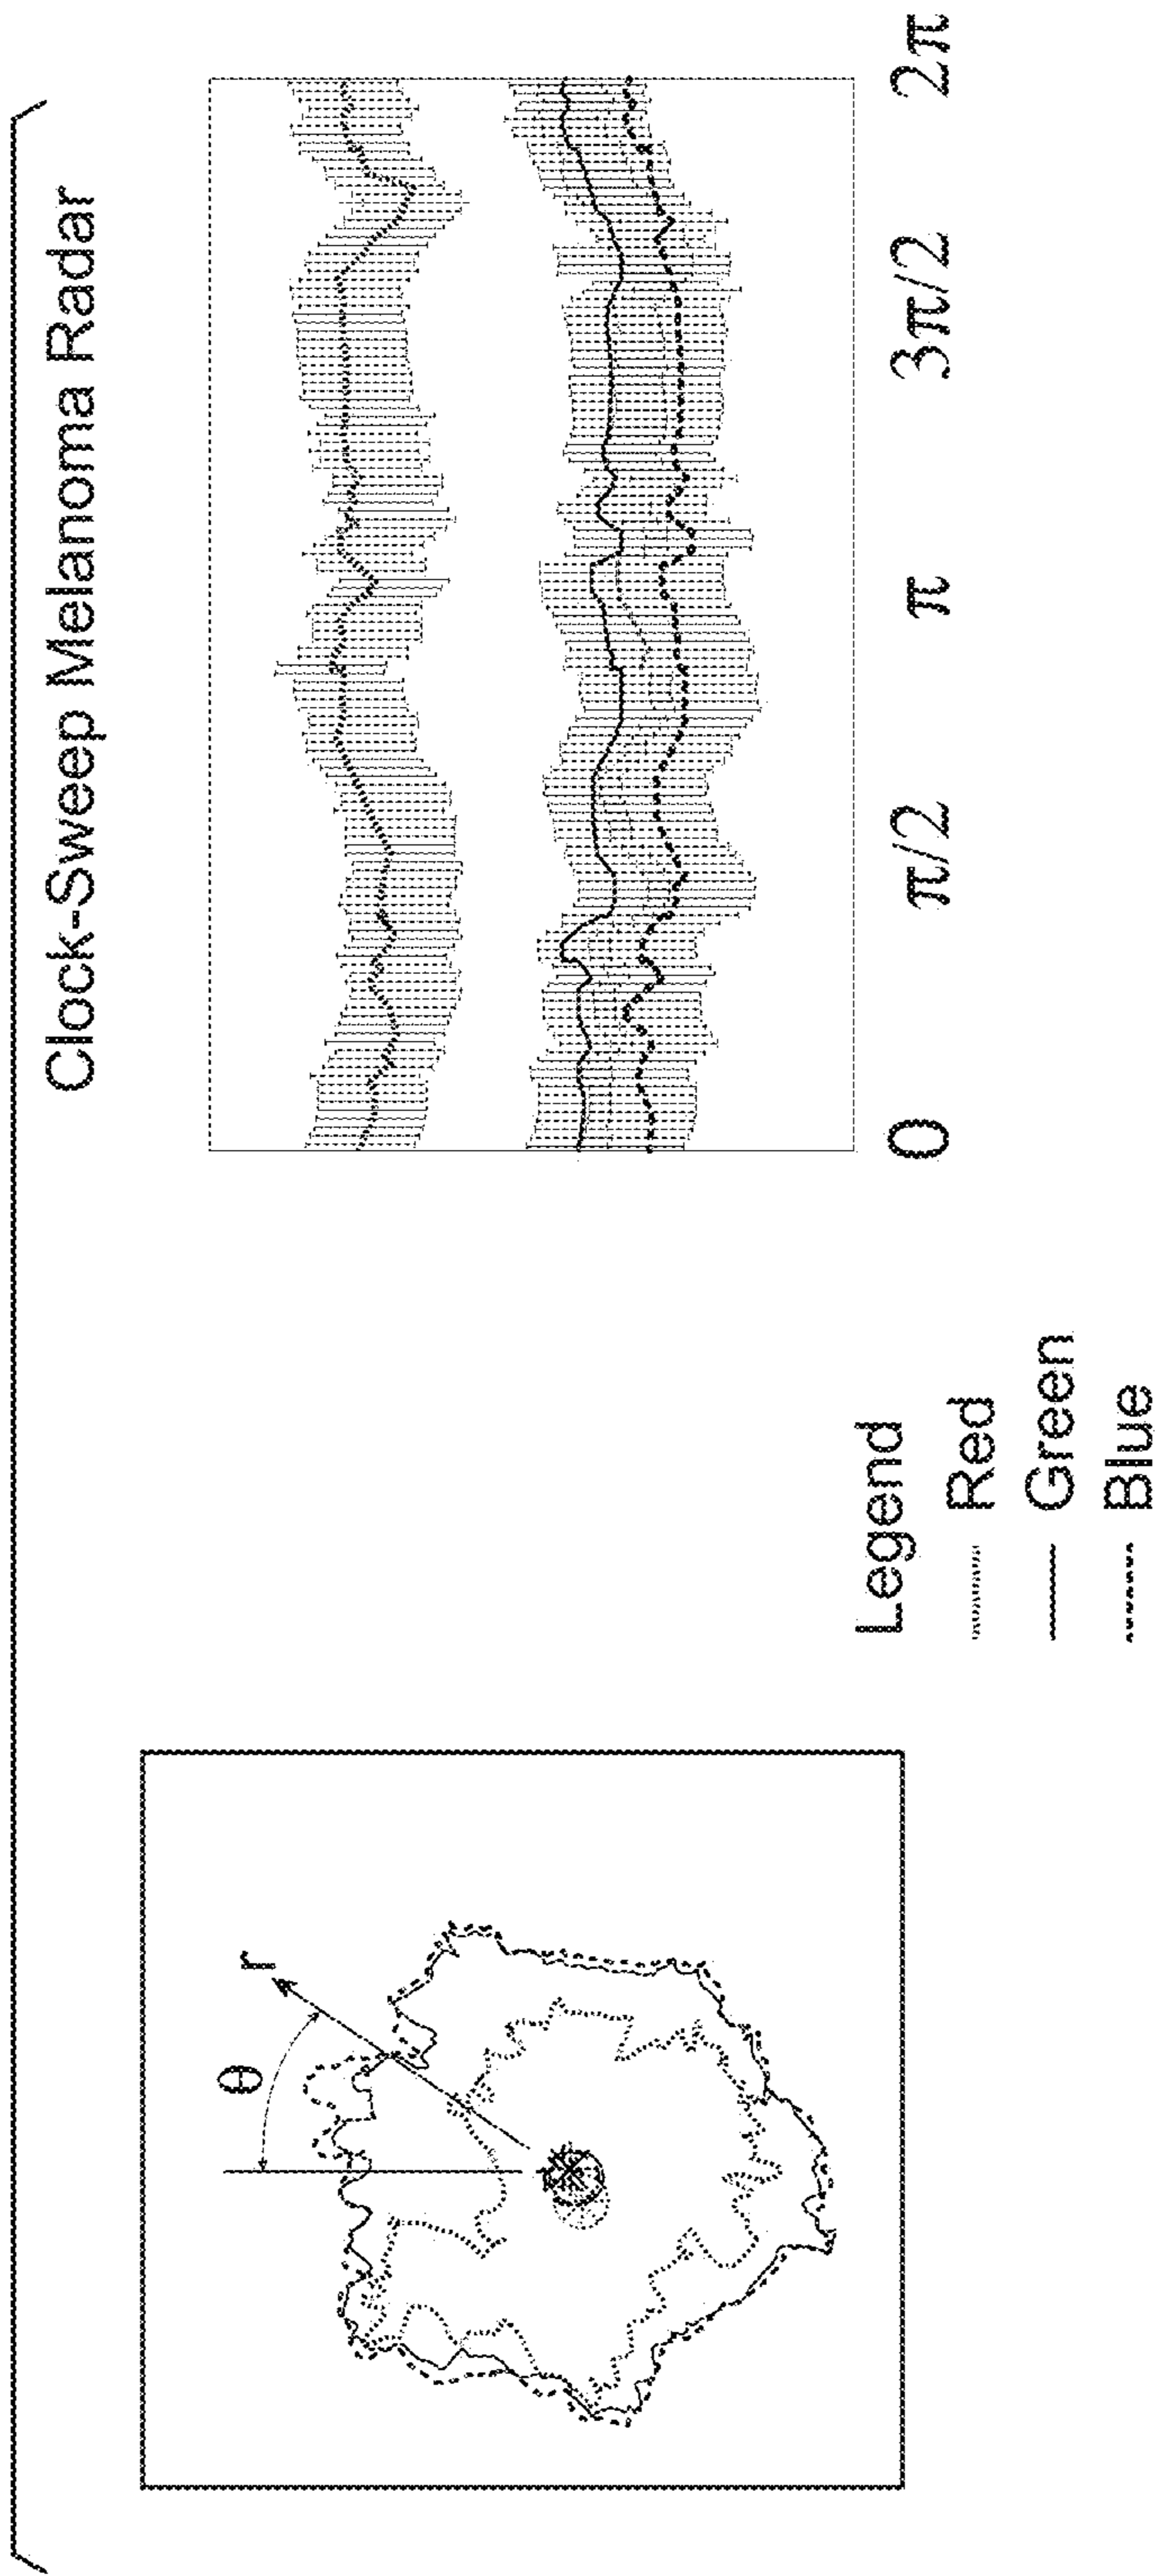 Clock-Sweep Melanoma Radar
θ
r
0 π/2 π 3π/2 2π
Legend
Red
Green
Blue